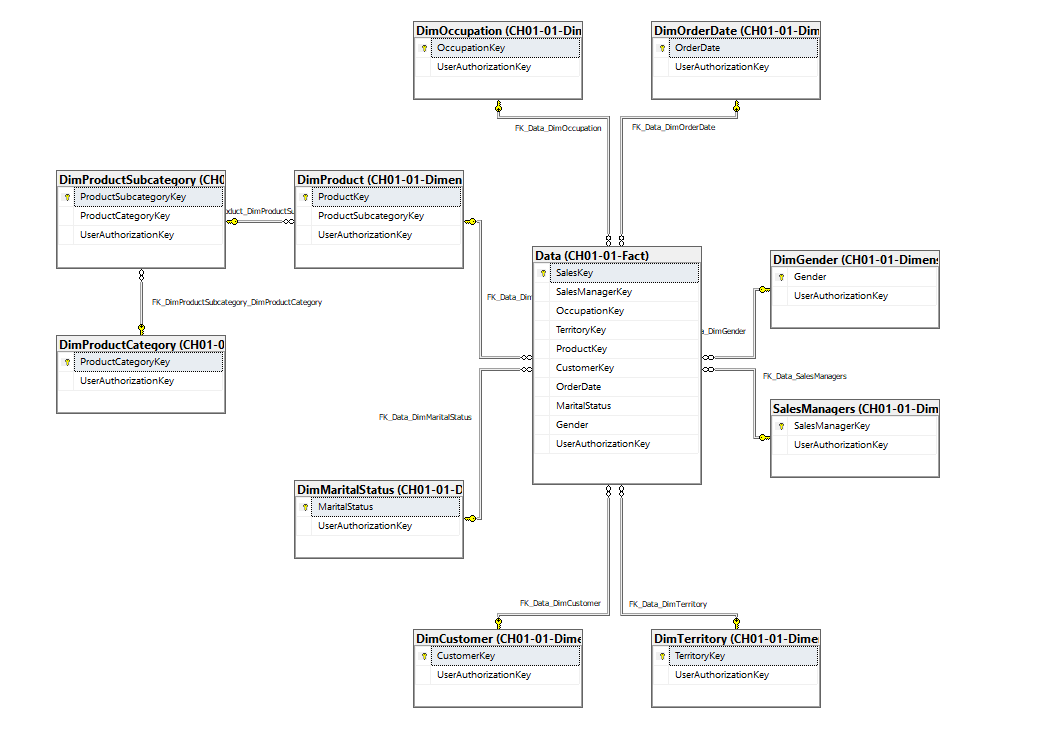 DimOccupation (CH01-01-Din
OccupationKey
UserAuthorizationKey
DimOrderDate (CH01-01-Dim
OrderDate
UserAuthorizationKey
FK_Data_DimOccupation
FK_Data_DimOrderDate
DimProductSubcategory (CH0
ProductSubcategoryKey
ProductCategoryKey
UserAuthorizationKey
oduct_DimProductSu
DimProduct (CH01-01-Dimen
ProductKey
ProductSubcategoryKey
UserAuthorizationKey
FK_DimProductSubcategory_DimProductCategory
FK_Data_Dim
Data (CH01-01-Fact)
SalesKey
SalesManagerKey
OccupationKey
TerritoryKey
ProductKey
CustomerKey
OrderDate
MaritalStatus
Gender
UserAuthorizationKey
DimGender (CH01-01-Dimens
Gender
UserAuthorizationKey
a_DimGender
FK_Data_SalesManagers
DimProductCategory (CH01-0
ProductCategoryKey
UserAuthorizationKey
SalesManagers (CH01-01-Dim
SalesManagerKey
UserAuthorizationKey
FK_Data_DimMaritalStatus
DimMaritalStatus (CH01-01-D
MaritalStatus
UserAuthorizationKey
FK_Data_DimCustomer
FK_Data_DimTerritory
DimCustomer (CH01-01-Dime
CustomerKey
UserAuthorizationKey
DimTerritory (CH01-01-Dime
TerritoryKey
UserAuthorizationKey